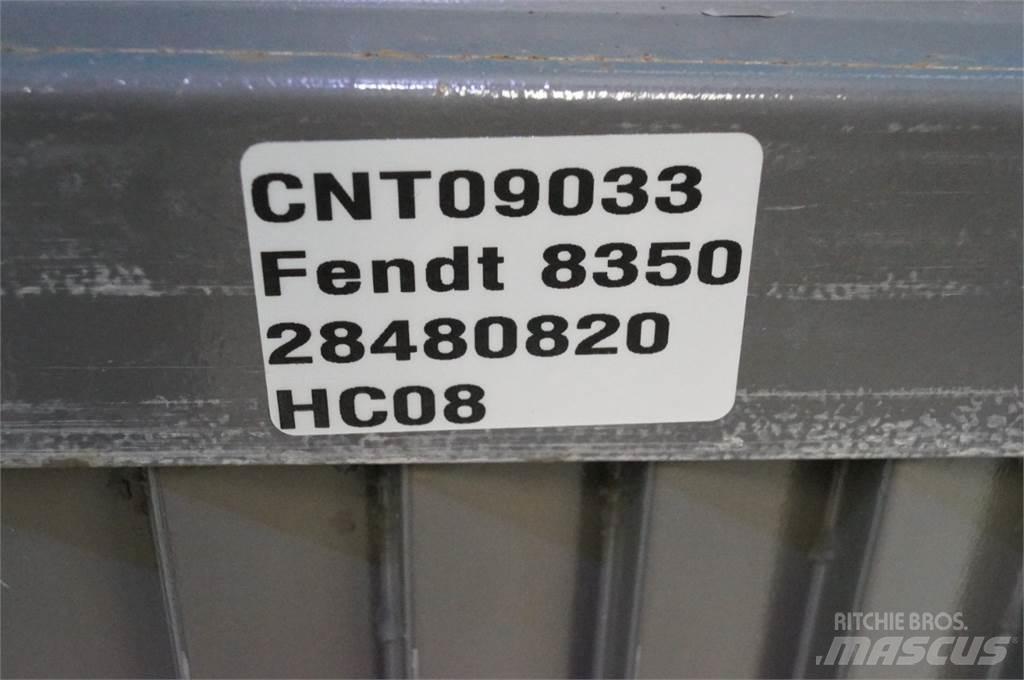 CNT09033
Fendt 8350
28480820
HC08
RITCHIE BROS.
MASCUS